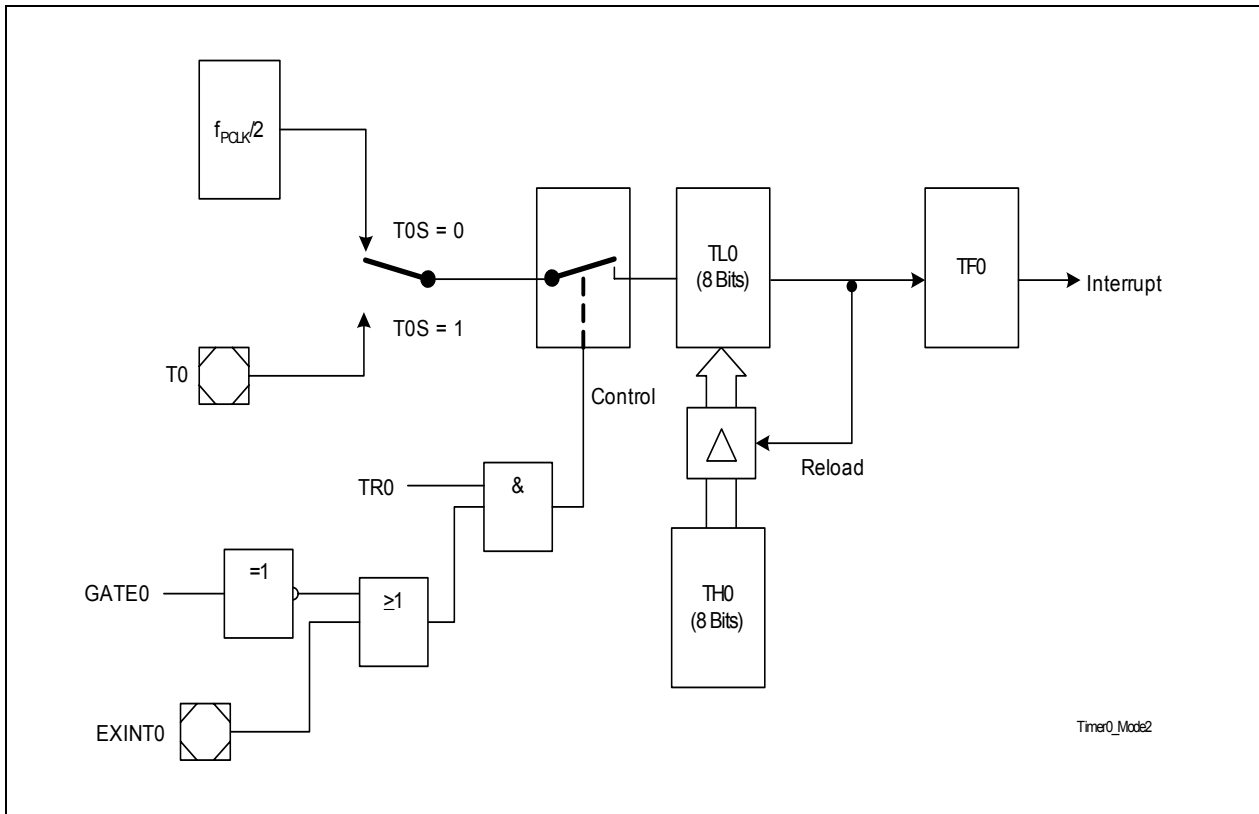 fPCLK/2
T0S = 0
TL0
(8 Bits)
TF0
Interrupt
T0S = 1
T0
Control
Reload
TR0
&
=1
GATE0
≥1
TH0
(8 Bits)
EXINT0
Timer0_Mode2